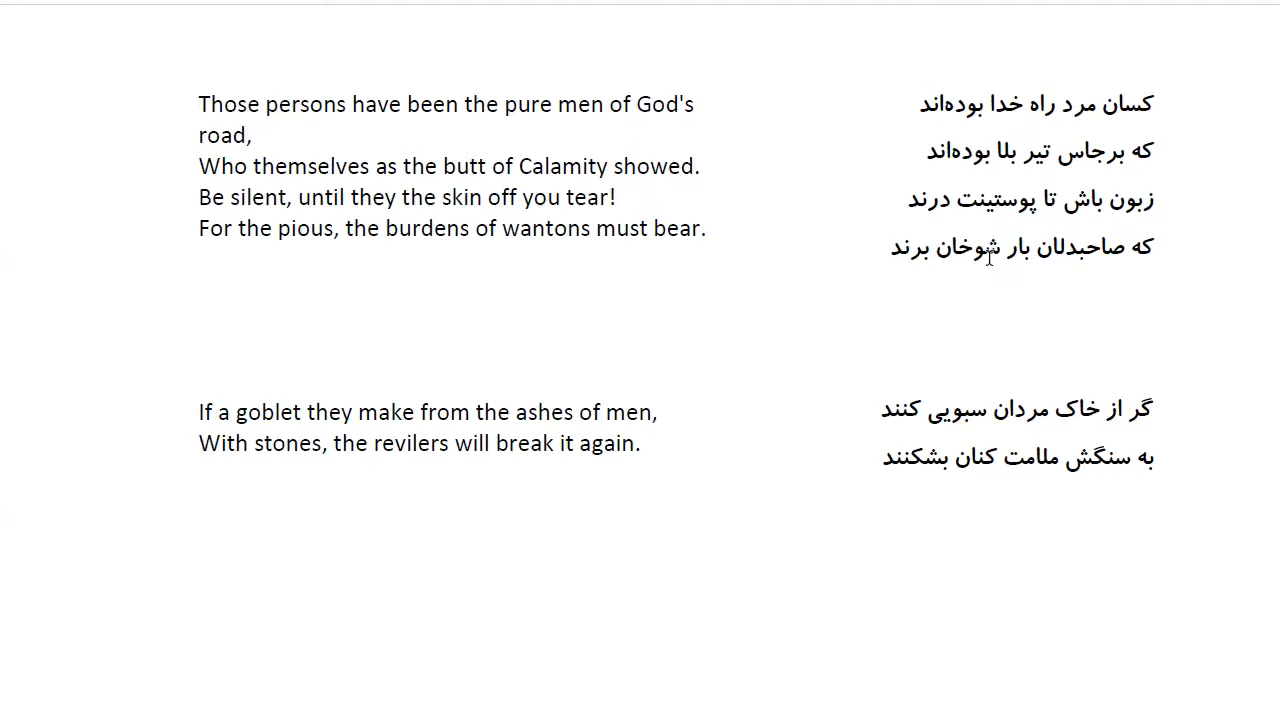 Those persons have been the pure men of God's
road,
Who themselves as the butt of Calamity showed.
Be silent, until they the skin off you tear!
For the pious, the burdens of wantons must bear.
کسان مرد راه خدا بوده‌اند
که برجاس تیر بلا بوده‌اند
زبون باش تا پوستینت درند
که صاحبدلان بار شوخان برند
If a goblet they make from the ashes of men,
With stones, the revilers will break it again.
گر از خاک مردان سبویی کنند
به سنگش ملامت کنان بشکنند